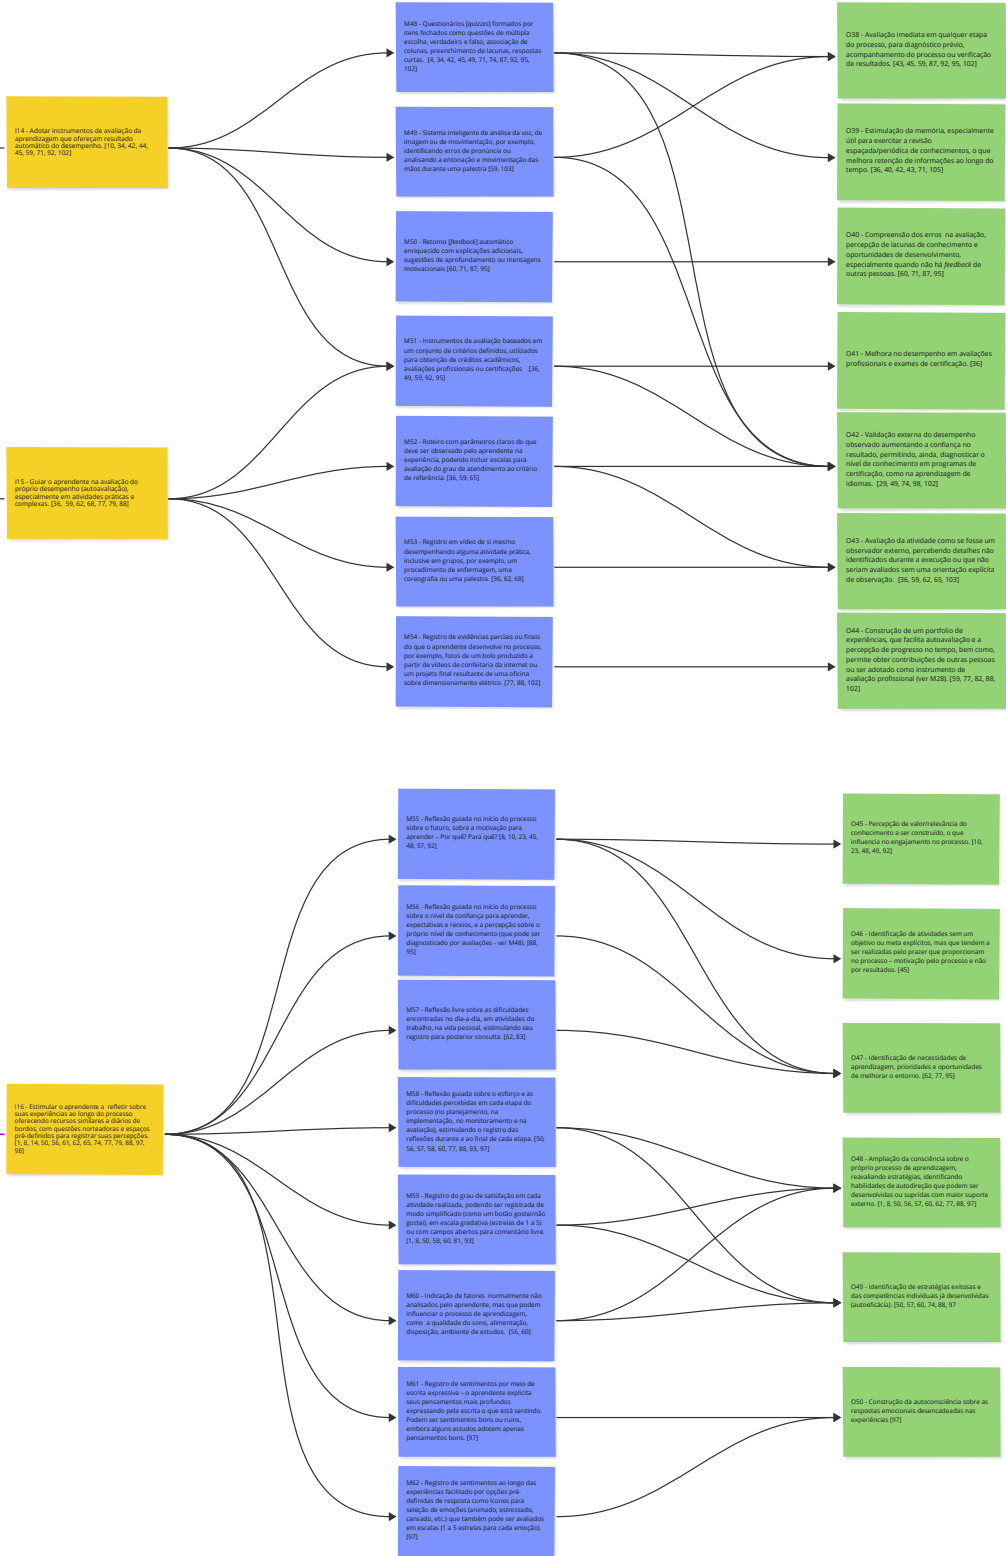 M48 - Questionários [quizzes] formados por
itens fechados como questões de múltipla
escolha, verdadeiro e falso, associação de
colunas, preenchimento de lacunas, respostas
curtas. [4, 34, 42, 45, 49, 71, 74, 87, 92, 95,
102]
O38 - Avaliação imediata em qualquer etapa
do processo, para diagnóstico prévio,
acompanhamento do processo ou verificação
de resultados. [43, 45, 59, 87, 92, 95, 102]
I14 - Adotar instrumentos de avaliação da
aprendizagem que ofereçam resultado
automático do desempenho. [10, 34, 42, 44,
45, 59, 71, 92, 102]
M49 - Sistema inteligente de análise da voz, de
imagem ou de movimentação, por exemplo,
identificando erros de pronúncia ou
analisando a entonação e movimentação das
mãos durante uma palestra [59, 103]
O39 - Estimulação da memória, especialmente
útil para exercitar a revisão
espaçada/periódica de conhecimentos, o que
melhora retenção de informações ao longo do
tempo. [36, 40, 42, 43, 71, 105]
M50 - Retorno [feedback] automático
enriquecido com explicações adicionais,
sugestões de aprofundamento ou mensagens
motivacionais [60, 71, 87, 95]
O40 - Compreensão dos erros na avaliação,
percepção de lacunas de conhecimento e
oportunidades de desenvolvimento,
especialmente quando não há feedback de
outras pessoas. [60, 71, 87, 95]
M51 - Instrumentos de avaliação baseados em
um conjunto de critérios definidos, utilizados
para obtenção de créditos acadêmicos,
avaliações profissionais ou certificações [36,
49, 59, 92, 95]
O41 - Melhora no desempenho em avaliações
profissionais e exames de certificação. [36]
I15 - Guiar o aprendente na avaliação do
próprio desempenho (autoavaliação),
especialmente em atividades práticas e
complexas. [36, 59, 62, 68, 77, 79, 88]
M52 - Roteiro com parâmetros claros do que
deve ser observado pelo aprendente na
experiência, podendo incluir escalas para
avaliação do grau de atendimento ao critério
de referência. [36, 59, 65]
O42 - Validação externa do desempenho
observado aumentando a confiança no
resultado, permitindo, ainda, diagnosticar o
nível de conhecimento em programas de
certificação, como na aprendizagem de
idiomas. [29, 49, 74, 98, 102]
M53 - Registro em vídeo de si mesmo
desempenhando alguma atividade prática,
inclusive em grupos, por exemplo, um
procedimento de enfermagem, uma
coreografia ou uma palestra. [36, 62, 68]
O43 - Avaliação da atividade como se fosse um
observador externo, percebendo detalhes não
identificados durante a execução ou que não
seriam avaliados sem uma orientação explícita
de observação. [36, 59, 62, 65, 103]
M54 - Registro de evidências parciais ou finais
do que o aprendente desenvolve no processo,
por exemplo, fotos de um bolo produzido a
partir de vídeos de confeitaria da internet ou
um projeto final resultante de uma oficina
sobre dimensionamento elétrico. [77, 88, 102]
O44 - Construção de um portfolio de
experiências, que facilita autoavaliação e a
percepção de progresso no tempo, bem como,
permite obter contribuições de outras pessoas
ou ser adotado como instrumento de
avaliação profissional (ver M28). [59, 77, 82, 88,
102]
M55 - Reflexão guiada no início do processo
sobre o futuro, sobre a motivação para
aprender – Por quê? Para quê? [8, 10, 23, 45,
48, 57, 92]
O45 - Percepção de valor/relevância do
conhecimento a ser construído, o que
influencia no engajamento no processo. [10,
23, 48, 49, 92]
M56 - Reflexão guiada no início do processo
sobre o nível de confiança para aprender,
expectativas e receios, e a percepção sobre o
próprio nível de conhecimento (que pode ser
diagnosticado por avaliações - ver M48). [88,
95]
O46 - Identificação de atividades sem um
objetivo ou meta explícitos, mas que tendem a
ser realizadas pelo prazer que proporcionam
no processo – motivação pelo processo e não
por resultados. [45]
M57 - Reflexão livre sobre as dificuldades
encontradas no dia-a-dia, em atividades do
trabalho, na vida pessoal, estimulando seu
registro para posterior consulta. [62, 83]
O47 - Identificação de necessidades de
aprendizagem, prioridades e oportunidades
de melhorar o entorno. [62, 77, 95]
I16 - Estimular o aprendente a refletir sobre
suas experiências ao longo do processo
oferecendo recursos similares a diários de
bordos, com questões norteadoras e espaços
pré-definidos para registrar suas percepções.
[1, 8, 14, 50, 56, 61, 62, 65, 74, 77, 79, 88, 97,
98]
M58 - Reflexão guiada sobre o esforço e as
dificuldades percebidas em cada etapa do
processo (no planejamento, na
implementação, no monitoramento e na
avaliação), estimulando o registro das
reflexões durante e ao final de cada etapa. [50,
56, 57, 58, 60, 77, 88, 93, 97]
O48 - Ampliação da consciência sobre o
próprio processo de aprendizagem,
reavaliando estratégias, identificando
habilidades de autodireção que podem ser
desenvolvidas ou supridas com maior suporte
externo. [1, 8, 50, 56, 57, 60, 62, 77, 88, 97]
M59 - Registro do grau de satisfação em cada
atividade realizada, podendo ser registrada de
modo simplificado (como um botão gostei/não
gostei), em escala gradativa (estrelas de 1 a 5)
ou com campos abertos para comentário livre.
[1, 8, 50, 58, 60, 81, 93]
O49 - Identificação de estratégias exitosas e
das competências individuais já desenvolvidas
(autoeficácia). [50, 57, 60, 74, 88, 97
M60 - Indicação de fatores normalmente não
analisados pelo aprendente, mas que podem
influenciar o processo de aprendizagem,
como a qualidade do sono, alimentação,
disposição, ambiente de estudos. [56, 60]
M61 - Registro de sentimentos por meio de
escrita expressiva – o aprendente explicita
seus pensamentos mais profundos
expressando pela escrita o que está sentindo.
Podem ser sentimentos bons ou ruins,
embora alguns estudos adotem apenas
pensamentos bons. [97]
O50 - Construção da autoconsciência sobre as
respostas emocionais desencadeadas nas
experiências [97]
M62 - Registro de sentimentos ao longo das
experiências facilitado por opções pré-
definidas de resposta como ícones para
seleção de emoções (animado, estressado,
cansado, etc.) que também pode ser avaliados
em escalas (1 a 5 estrelas para cada emoção).
[97]